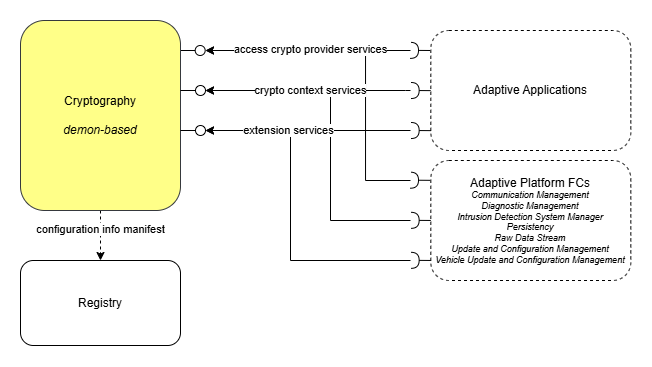 access crypto provider services
crypto context services
extension services
Cryptography
demon-based
Adaptive Applications
Adaptive Platform FCs
Communication Management
Diagnostic Management
Intrusion Detection System Manager
Persistency
Raw Data Stream
Update and Configuration Management
Vehicle Update and Configuration Management
configuration info manifest
Registry